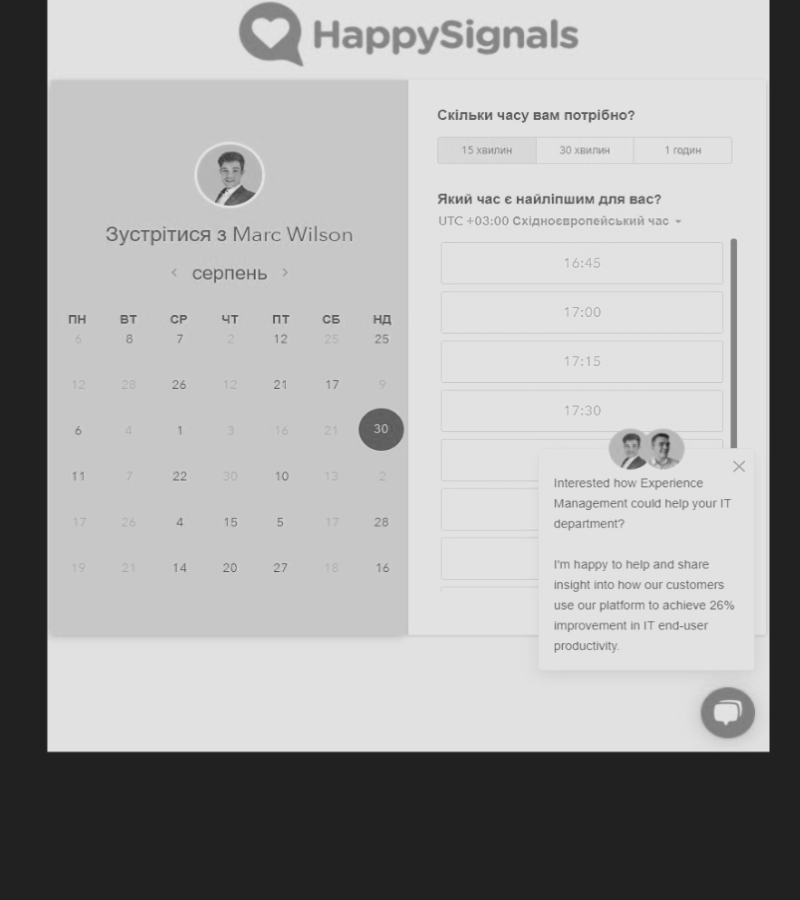 HappySignals
Зустрітися з Marc Wilson
серпень
ПН ВТ СР ЧТ ПТ СБ НД
6 8 7 2 12 25 25
12 28 26 12 21 17 9
6 4 1 3 16 21 30
11 7 22 30 10 13 2
17 26 4 15 5 17 28
19 21 14 20 27 18 16
Скільки часу вам потрібно?
15 хвилин 30 хвилин 1 годин
Який час є найліпшим для вас?
UTC +03:00 Східноєвропейський час
16:45
17:00
17:15
17:30
Interested how Experience
Management could help your IT
department?
I'm happy to help and share
insight into how our customers
use our platform to achieve 26%
improvement in IT end-user
productivity.